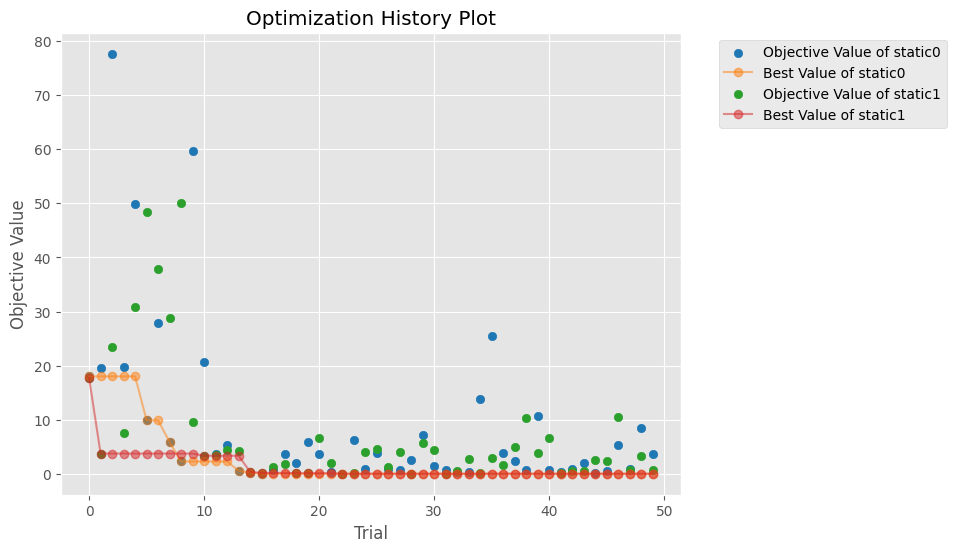 Optimization History Plot
80
70
60
50
40
30
20
10
0
Objective Value
0
10
20
30
40
50
Trial
Objective Value of static0
Best Value of static0
Objective Value of static1
Best Value of static1